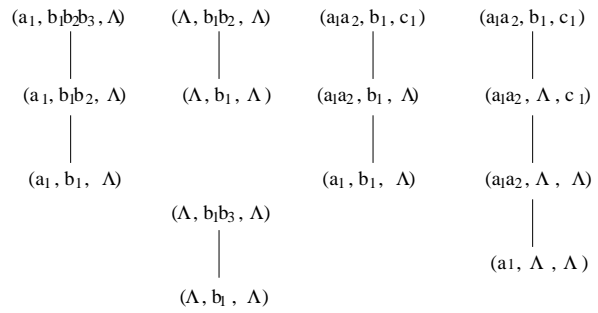 (a₁, b₁b₂b₃, Λ) (Λ, b₁b₂, Λ) (a₁a₂, b₁, c₁) (a₁a₂, b₁, c₁)
(a₁, b₁b₂, Λ) (Λ, b₁, Λ) (a₁a₂, b₁, Λ) (a₁a₂, Λ, c₁)
(a₁, b₁, Λ) (a₁, b₁, Λ) (a₁a₂, Λ, Λ)
(Λ, b₁b₃, Λ)
(a₁, Λ, Λ)
(Λ, b₁, Λ)